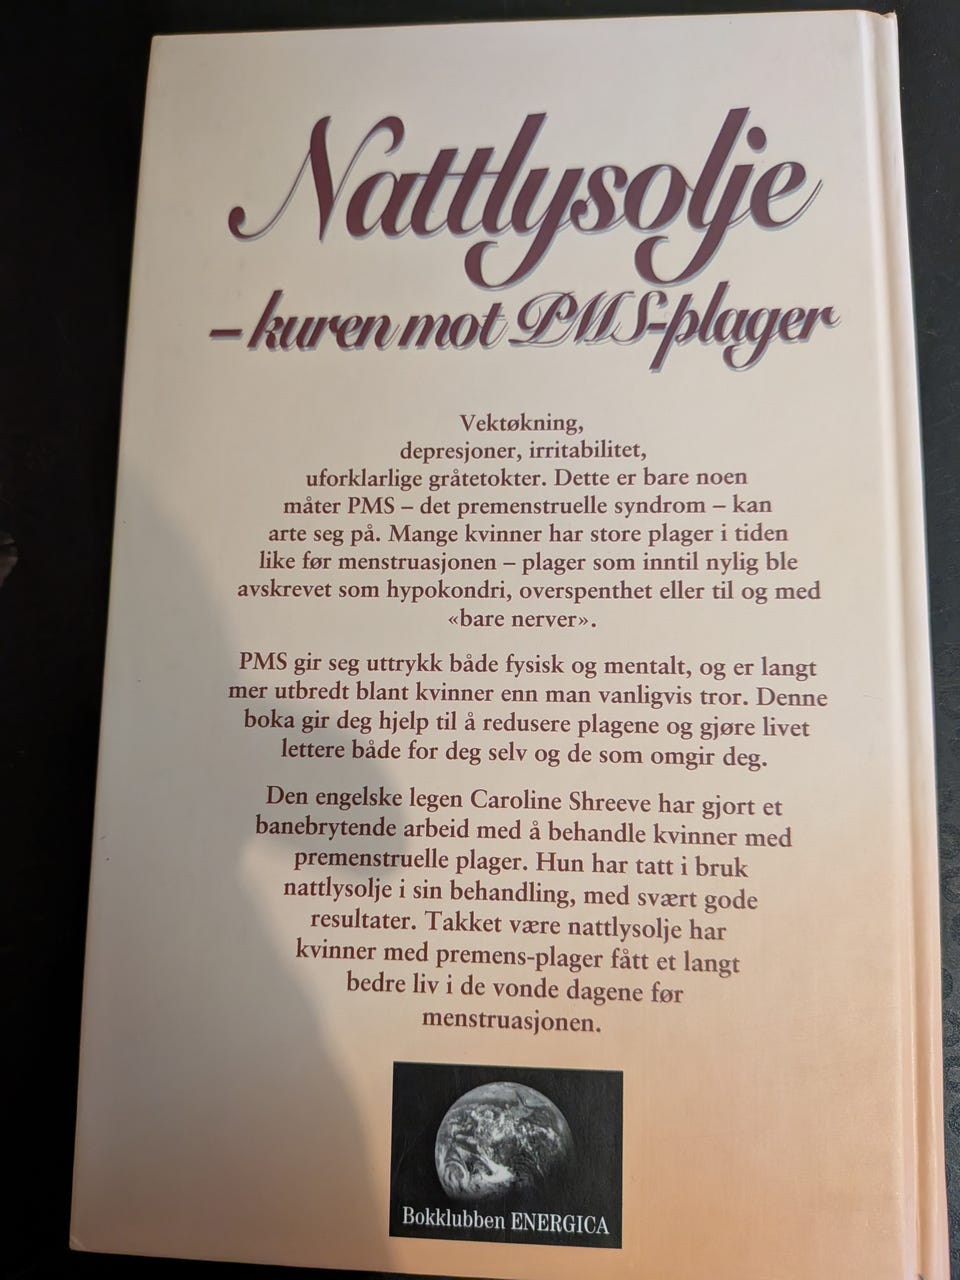 Nattlysolje
– kuren mot PMS-plager
Vektøkning,
depresjoner, irritabilitet,
uforklarlige gråtetokter. Dette er bare noen
måter PMS – det premenstruelle syndrom – kan
arte seg på. Mange kvinner har store plager i tiden
like før menstruasjonen – plager som inntil nylig ble
avskrevet som hypokondri, overspenthet eller til og med
«bare nerver».
PMS gir seg uttrykk både fysisk og mentalt, og er langt
mer utbredt blant kvinner enn man vanligvis tror. Denne
boka gir deg hjelp til å redusere plagene og gjøre livet
lettere både for deg selv og de som omgir deg.
Den engelske legen Caroline Shreeve har gjort et
banebrytende arbeid med å behandle kvinner med
premenstruelle plager. Hun har tatt i bruk
nattlysolje i sin behandling, med svært gode
resultater. Takket være nattlysolje har
kvinner med premens-plager fått et langt
bedre liv i de vonde dagene før
menstruasjonen.
Bokklubben ENERGICA